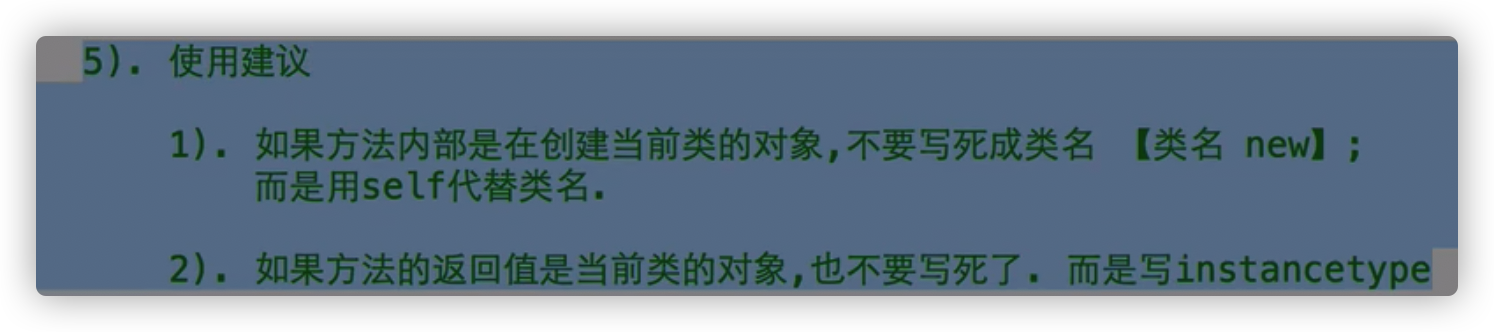 5). 使用建议
1). 如果方法内部是在创建当前类的对象,不要写死成类名 【类名 new】;
而是用self代替类名.
2). 如果方法的返回值是当前类的对象,也不要写死了. 而是写instancetype